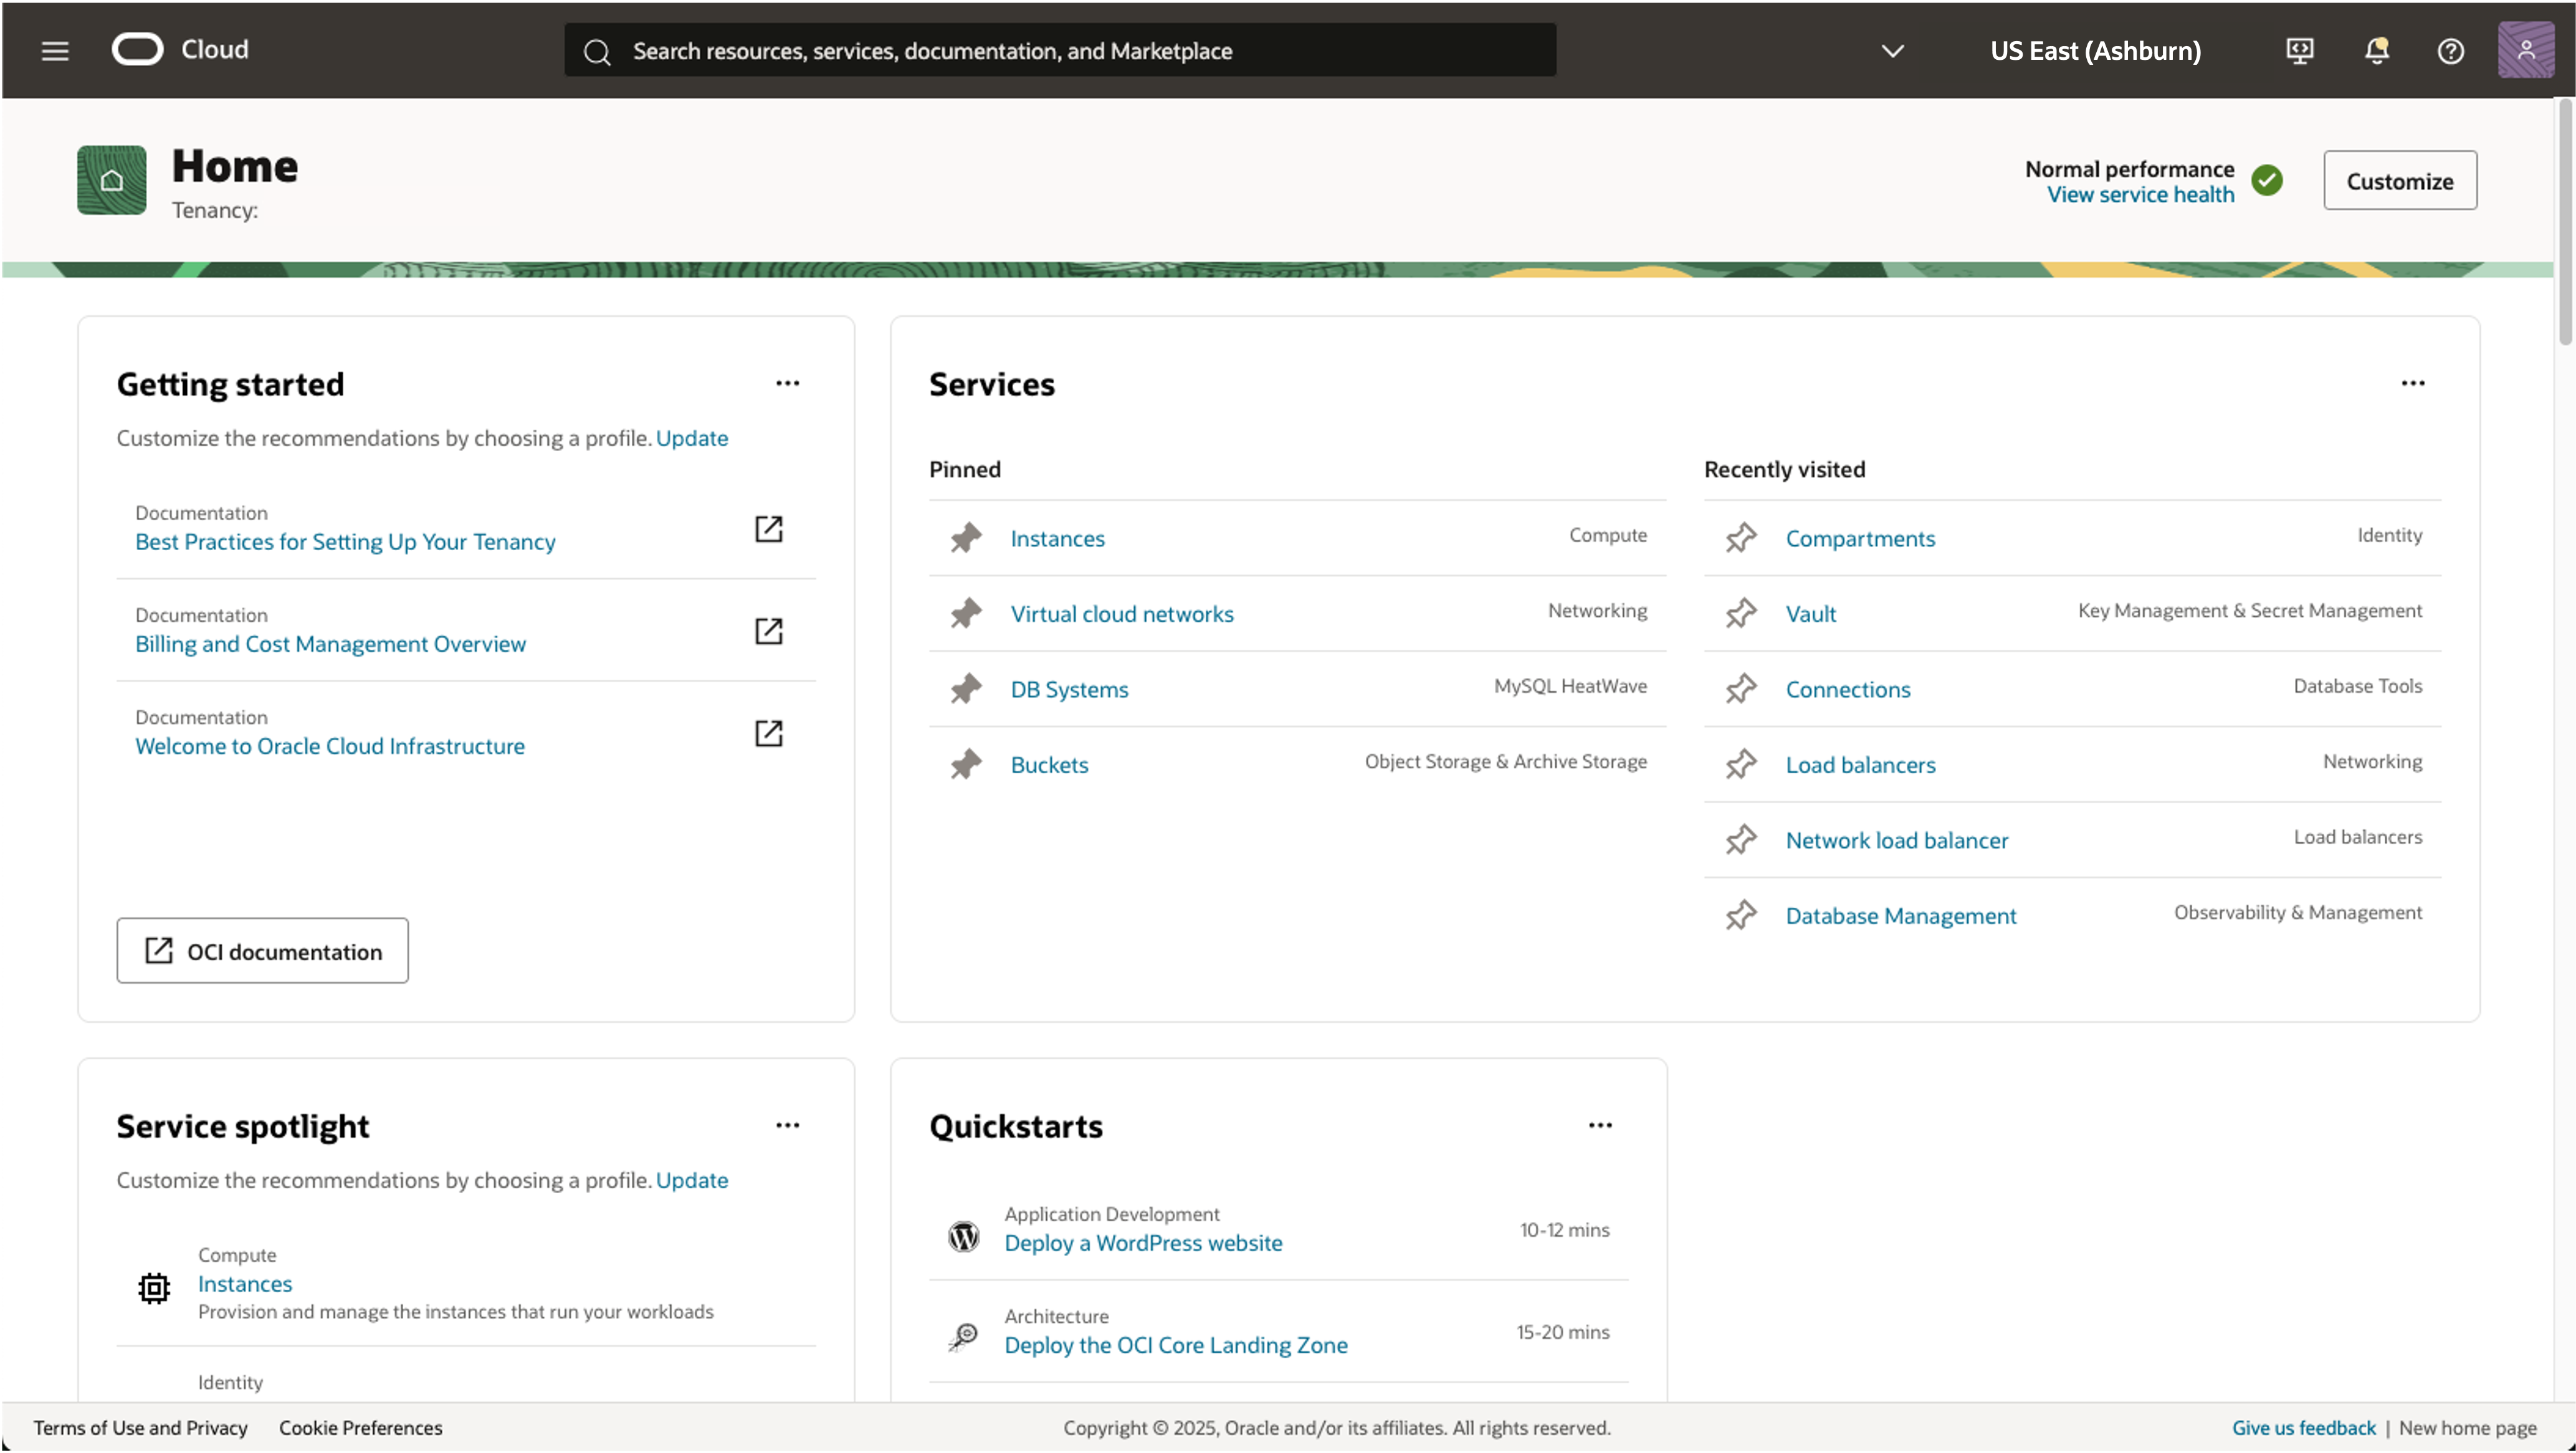 Cloud
Search resources, services, documentation, and Marketplace
US East (Ashburn)
Home
Tenancy:
Normal performance
View service health
Customize
Getting started
Customize the recommendations by choosing a profile. Update
Documentation
Best Practices for Setting Up Your Tenancy
Documentation
Billing and Cost Management Overview
Documentation
Welcome to Oracle Cloud Infrastructure
OCI documentation
Services
Pinned
Instances Compute
Virtual cloud networks Networking
DB Systems MySQL HeatWave
Buckets Object Storage & Archive Storage
Recently visited
Compartments Identity
Vault Key Management & Secret Management
Connections Database Tools
Load balancers Networking
Network load balancer Load balancers
Database Management Observability & Management
Service spotlight
Customize the recommendations by choosing a profile. Update
Compute
Instances
Provision and manage the instances that run your workloads
Identity
Quickstarts
Application Development
Deploy a WordPress website
10-12 mins
Architecture
Deploy the OCI Core Landing Zone
15-20 mins
Terms of Use and Privacy Cookie Preferences Copyright © 2025, Oracle and/or its affiliates. All rights reserved. Give us feedback | New home page